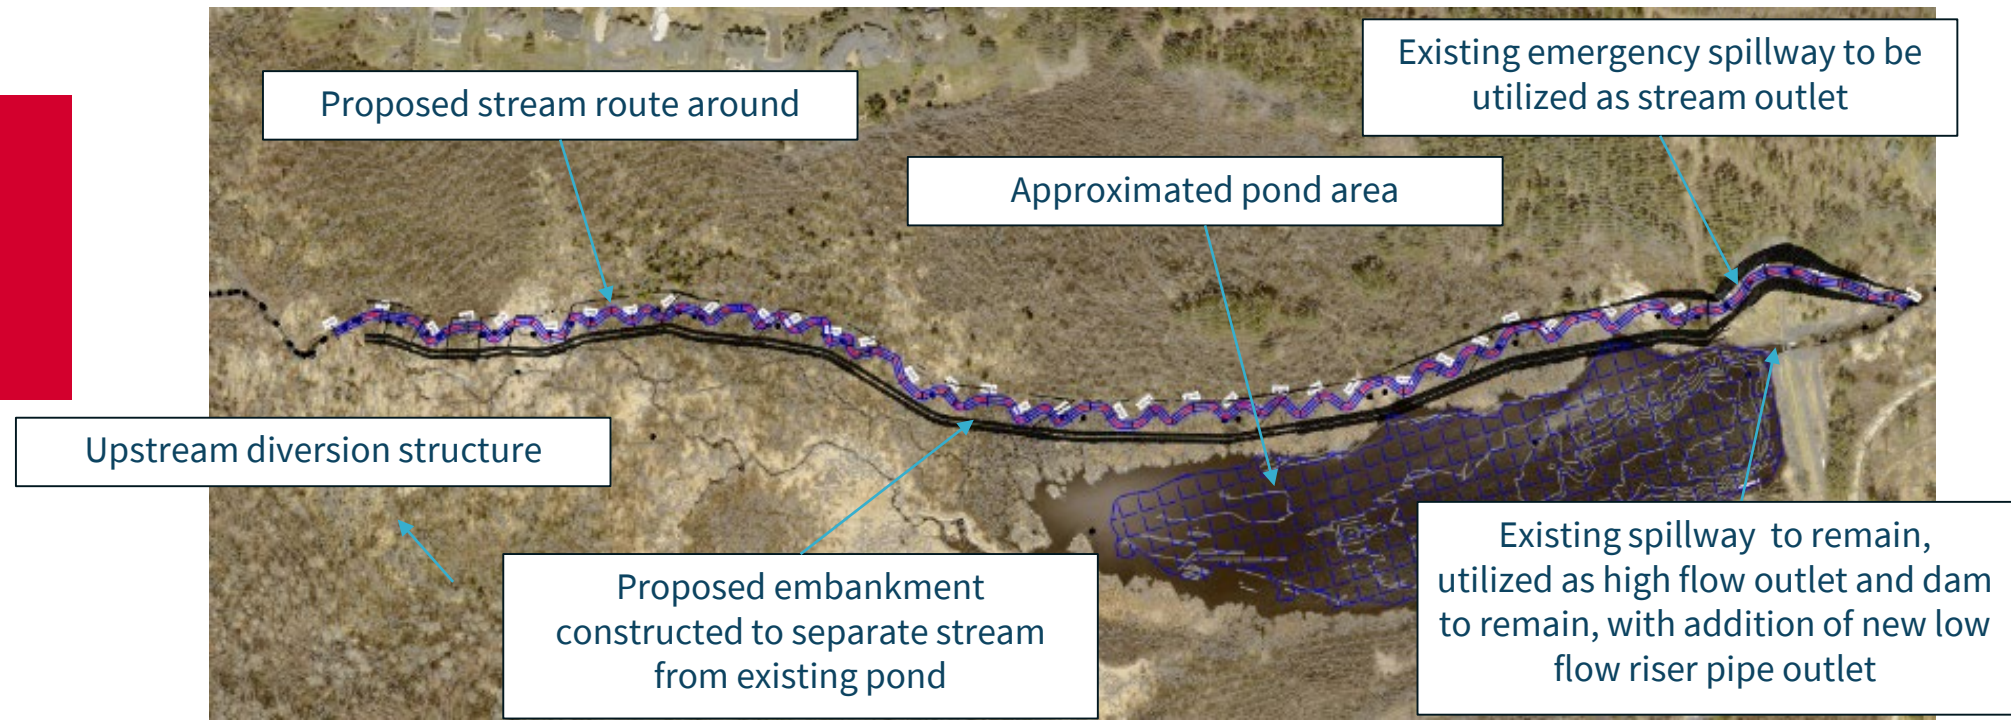 Proposed stream route around
Existing emergency spillway to be
utilized as stream outlet
Approximated pond area
Upstream diversion structure
Proposed embankment
constructed to separate stream
from existing pond
Existing spillway to remain,
utilized as high flow outlet and dam
to remain, with addition of new low
flow riser pipe outlet